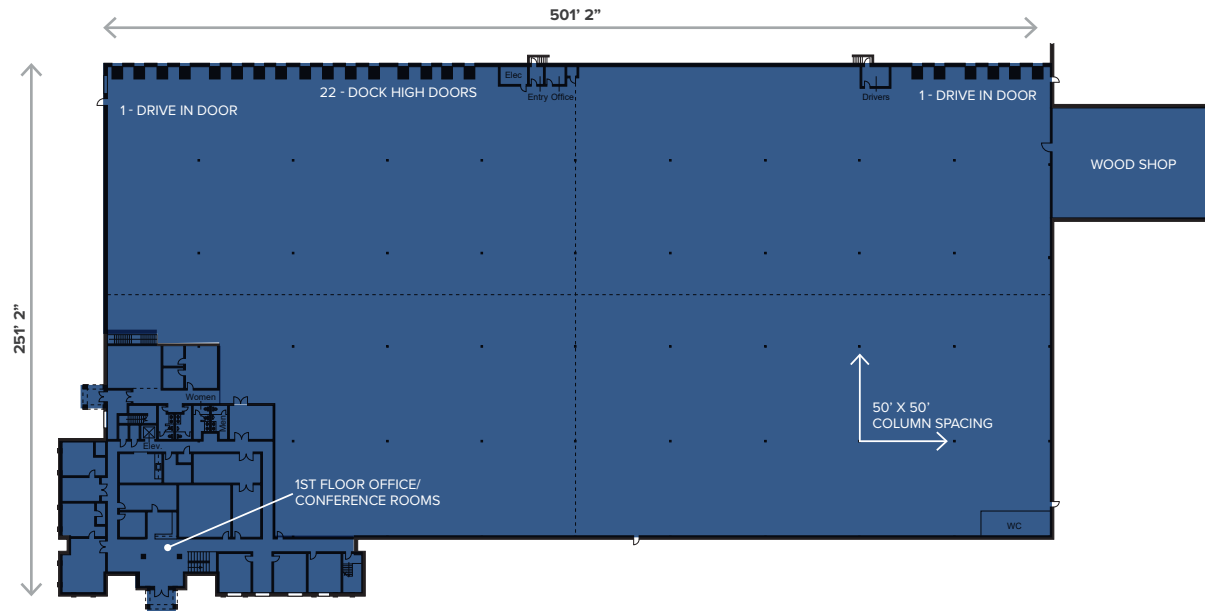 501’ 2”
Elec
22 - DOCK HIGH DOORS
Entry Office
Drivers
1 - DRIVE IN DOOR
1 - DRIVE IN DOOR
WOOD SHOP
251’ 2”
Women
Men
50’ X 50’
COLUMN SPACING
Elev.
1ST FLOOR OFFICE/
CONFERENCE ROOMS
WC